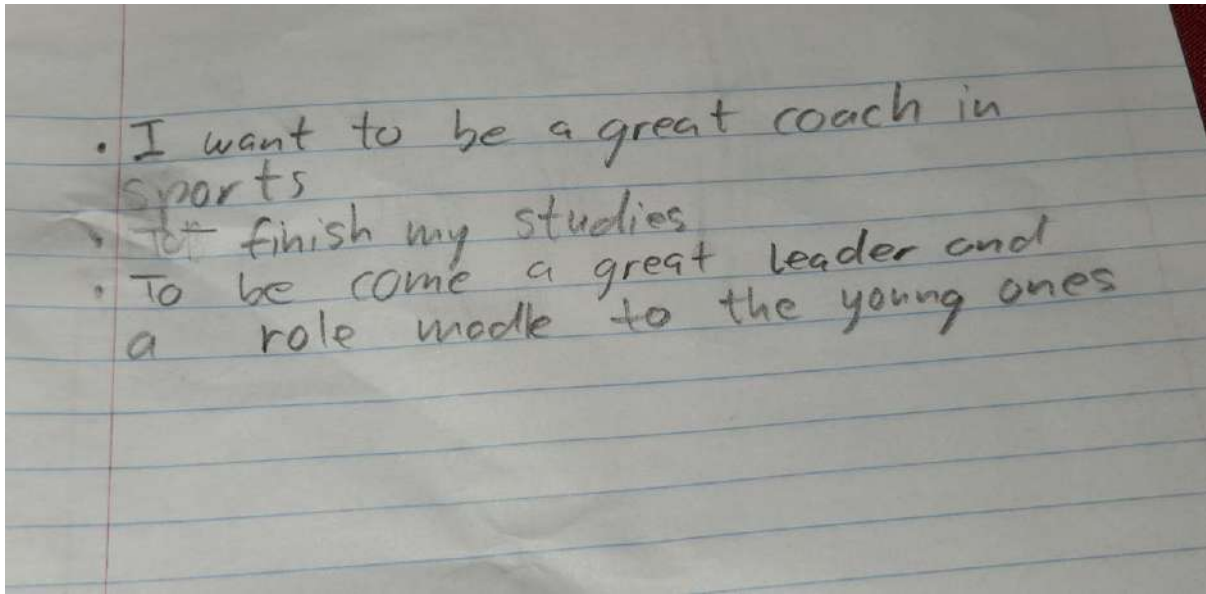 · I want to be a great coach in
sports
· To finish my studies
· To be come a great leader and
a role modle to the young ones